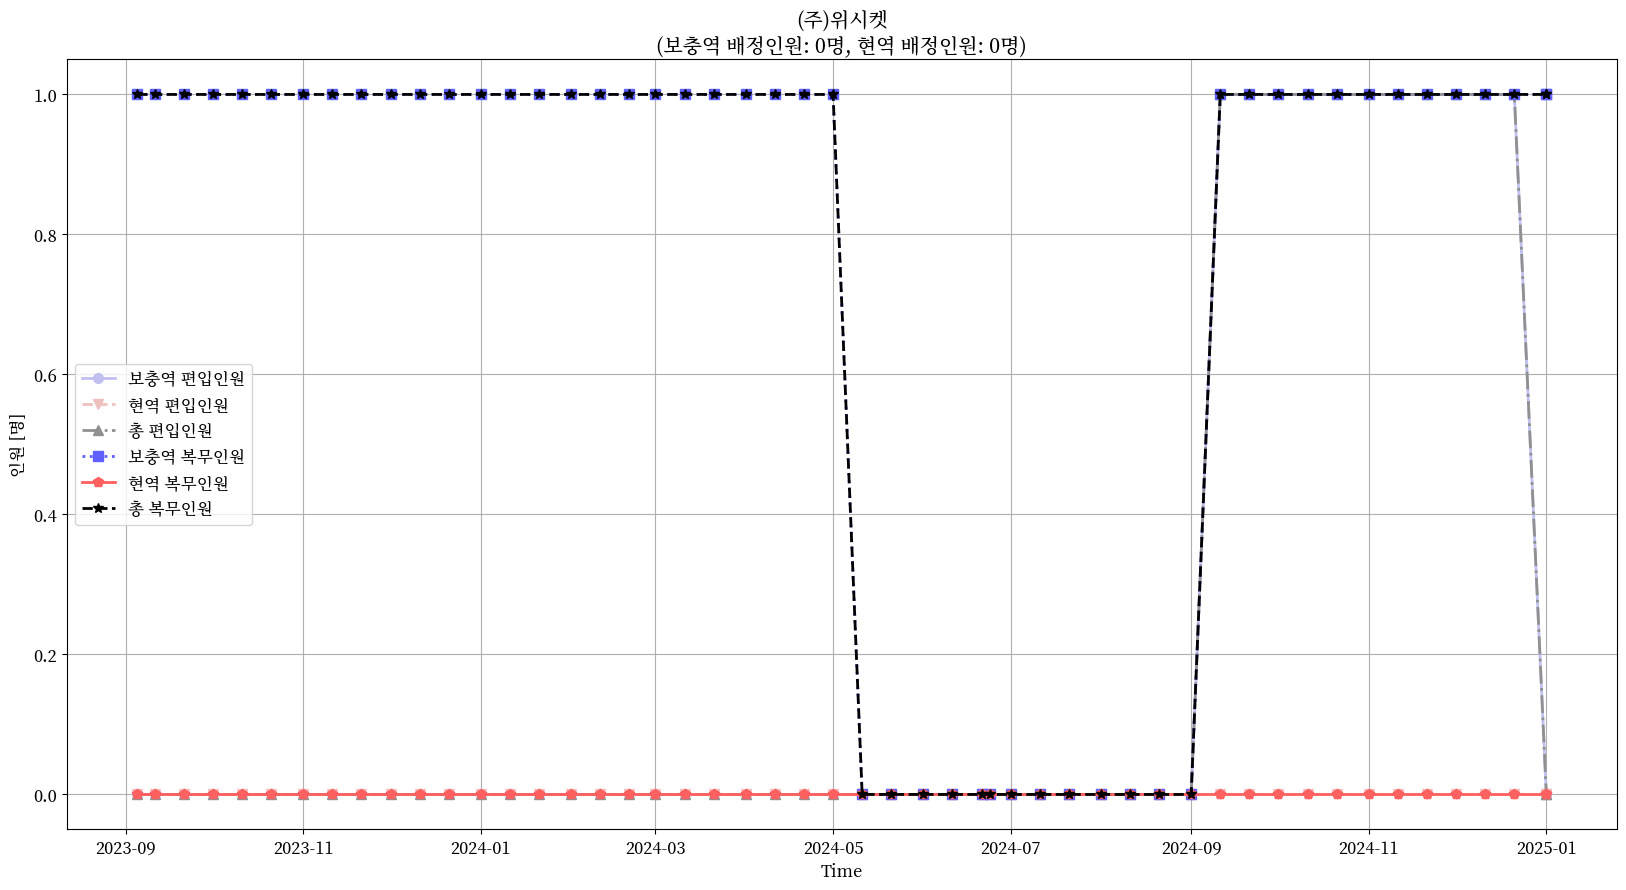 (주)위시켓
(보충역 배정인원: 0명, 현역 배정인원: 0명)
인원 [명]
1.0
0.8
0.6
0.4
0.2
0.0
보충역 편입인원
현역 편입인원
총 편입인원
보충역 복무인원
현역 복무인원
총 복무인원
2023-09
2023-11
2024-01
2024-03
2024-05
2024-07
2024-09
2024-11
2025-01
Time